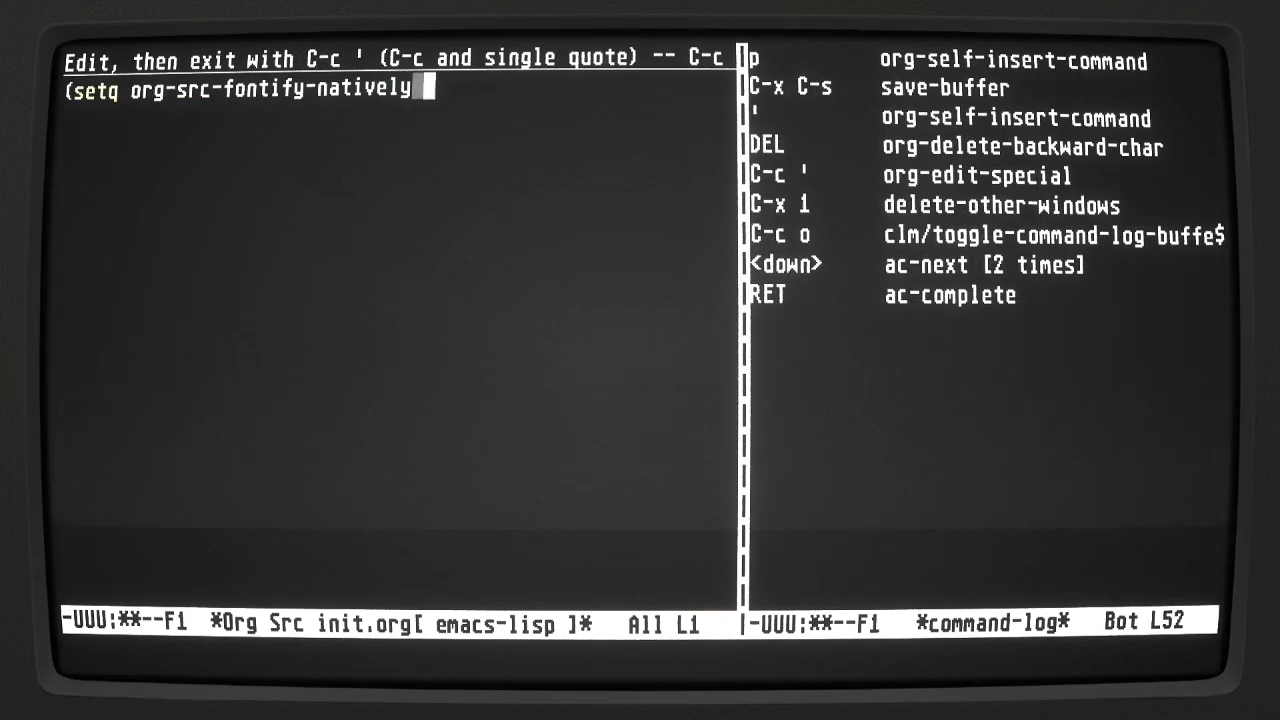 Edit, then exit with C-c ' (C-c and single quote) -- C-c
(setq org-src-fontify-natively
-UUU:**--F1 *Org Src init.org[ emacs-lisp ]* All L1
p org-self-insert-command
C-x C-s save-buffer
' org-self-insert-command
DEL org-delete-backward-char
C-c ' org-edit-special
C-x 1 delete-other-windows
C-c o clm/toggle-command-log-buffe$
<down> ac-next [2 times]
RET ac-complete
|-UUU:**--F1 *command-log* Bot L52